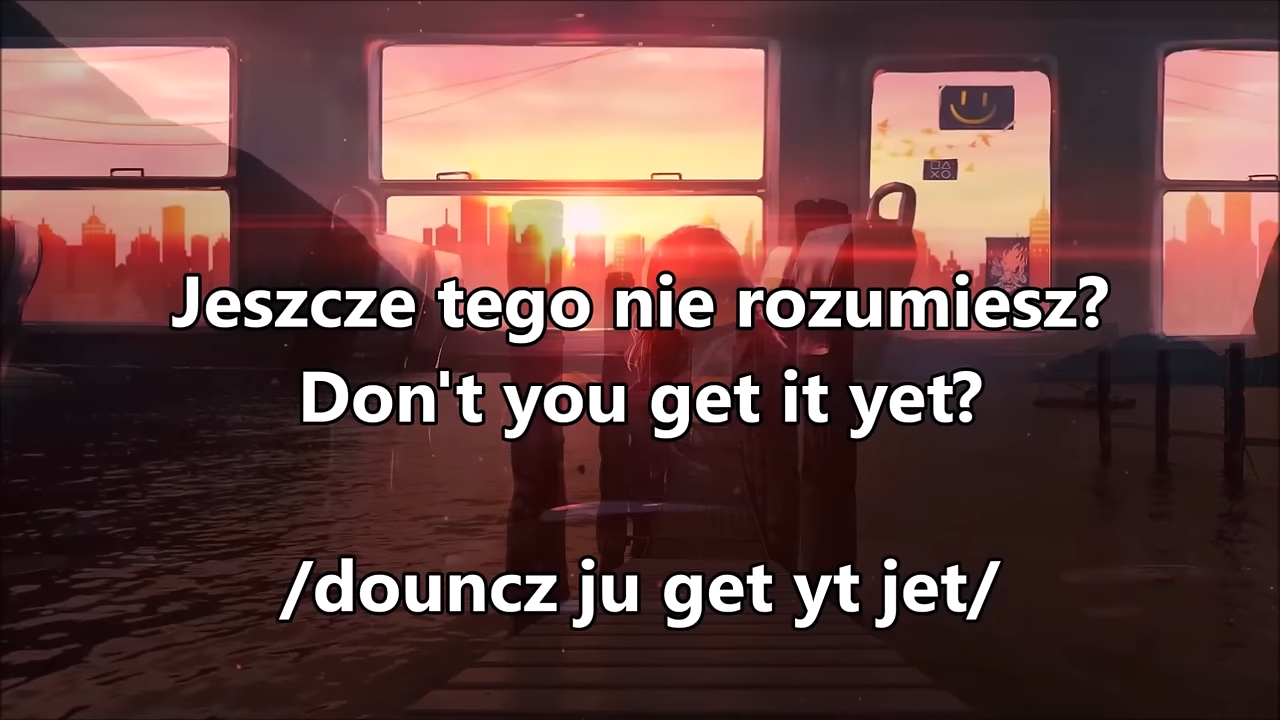 Jeszcze tego nie rozumiesz?
Don't you get it yet?
/douncz ju get yt jet/